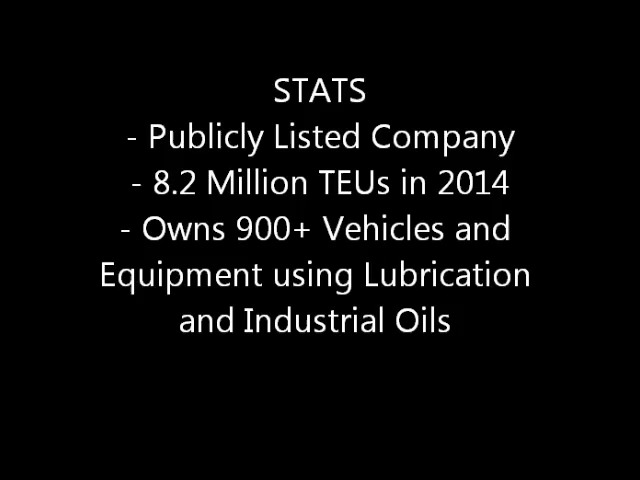 STATS
- Publicly Listed Company
- 8.2 Million TEUs in 2014
- Owns 900+ Vehicles and
Equipment using Lubrication
and Industrial Oils